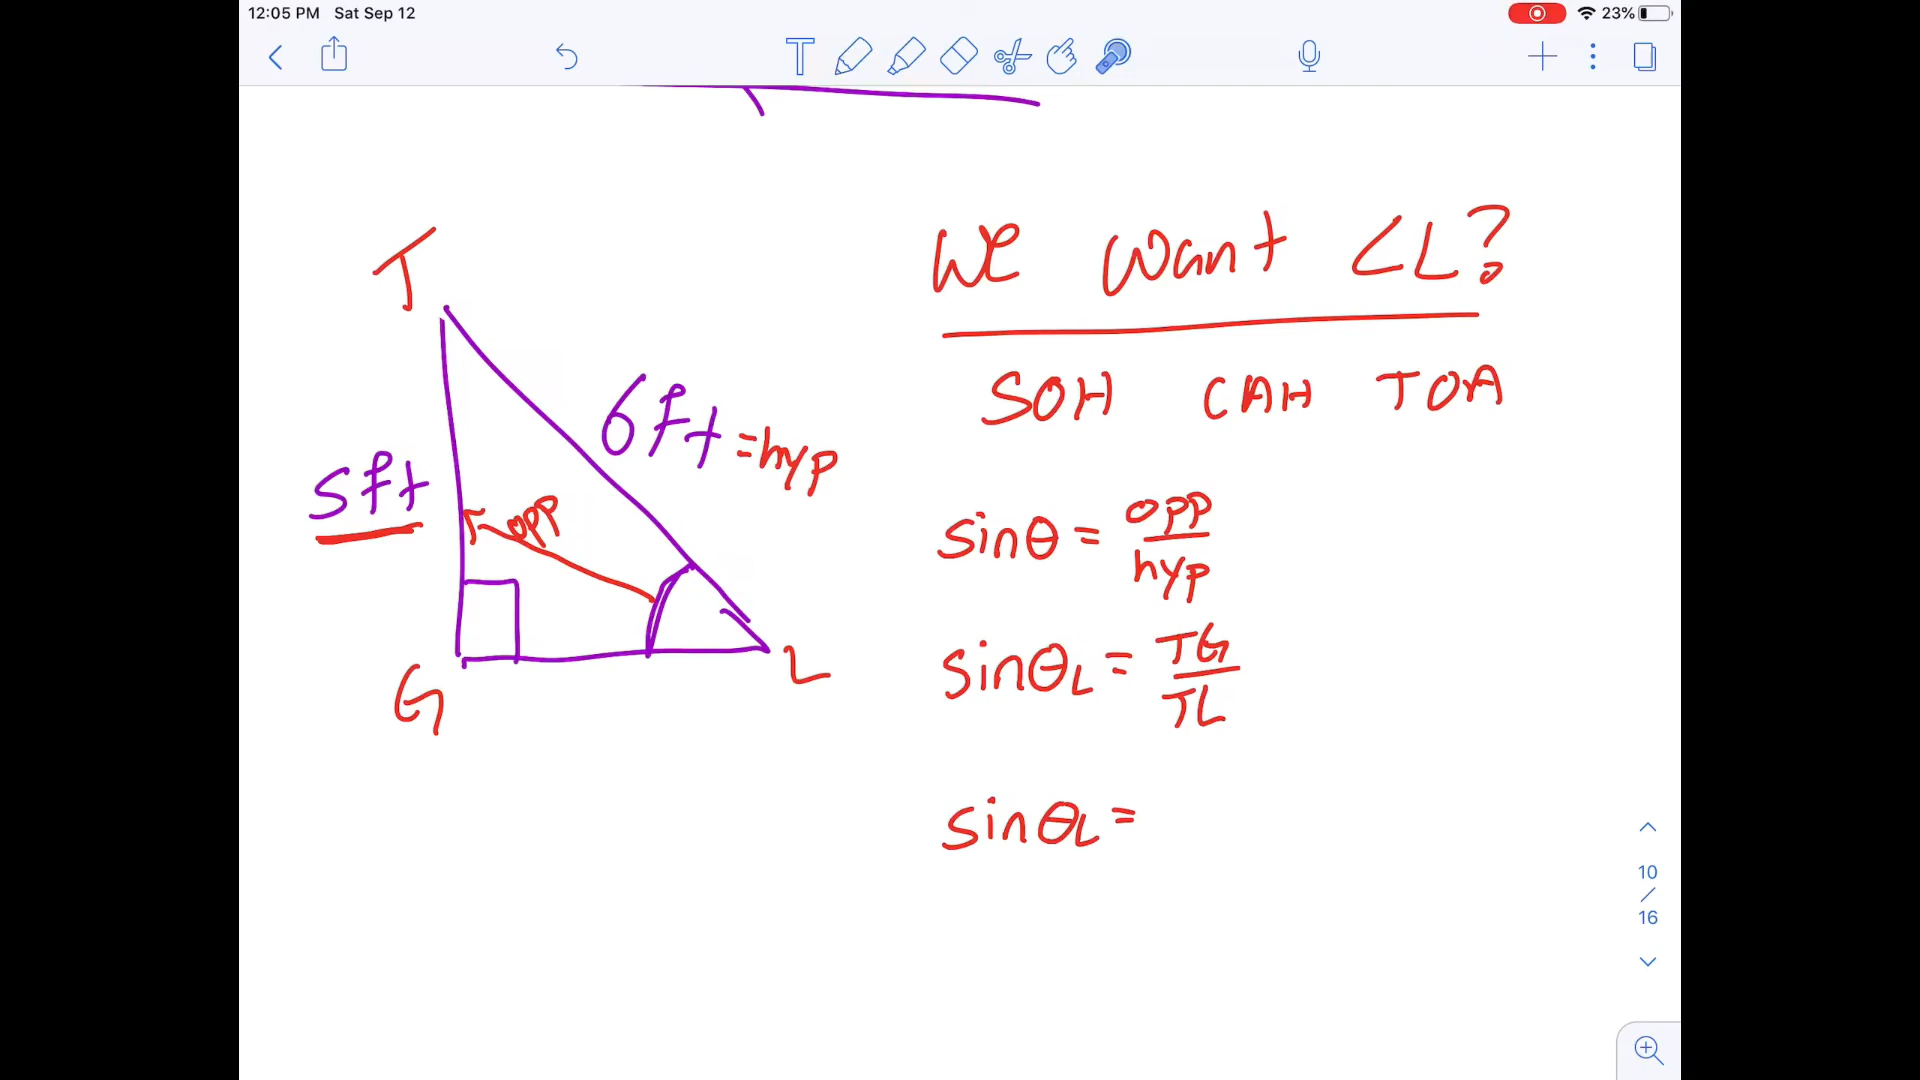 12:05 PM Sat Sep 12
23%
T
We want <L?
SOH CAH TOA
6ft = hyp
5ft
opp
sinθ = opp/hyp
sinθL = TG/TL
G
L
sinθL =
10
/
16